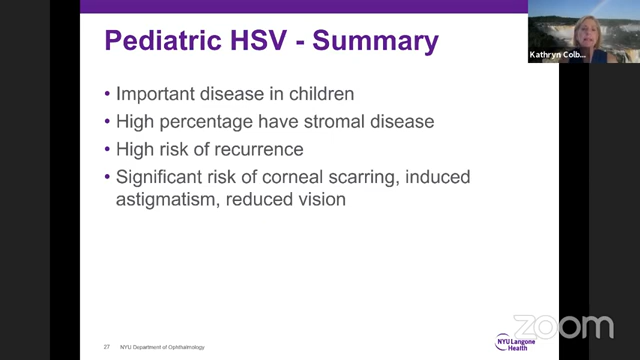 Pediatric HSV - Summary
Kathryn Colb...
• Important disease in children
• High percentage have stromal disease
• High risk of recurrence
• Significant risk of corneal scarring, induced
astigmatism, reduced vision
27 NYU Department of Ophthalmology
NYU Langone
Health
zoom